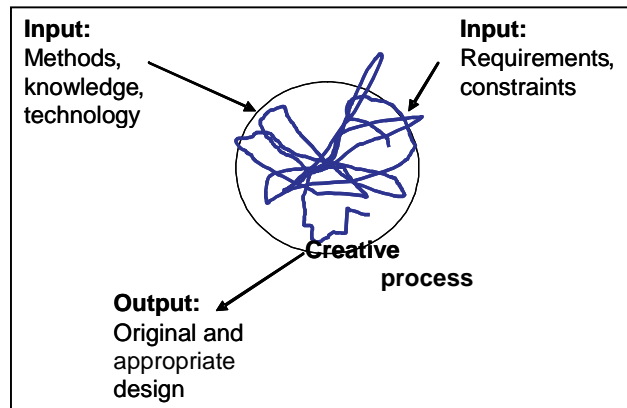 Input:
Methods,
knowledge,
technology
Input:
Requirements,
constraints
Creative
process
Output:
Original and
appropriate
design